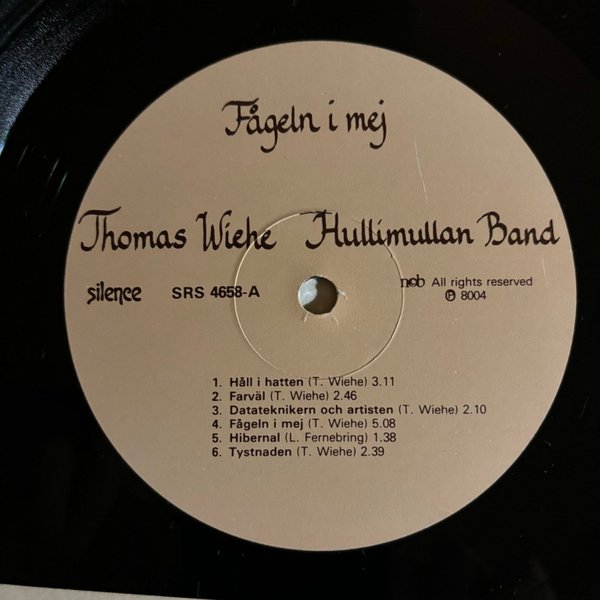 Fågeln i mej
Thomas Wiehe Hullimullan Band
silence SRS 4658-A ncb All rights reserved
Ⓟ 8004
1. Håll i hatten (T. Wiehe) 3.11
2. Farväl (T. Wiehe) 2.46
3. Datateknikern och artisten (T. Wiehe) 2.10
4. Fågeln i mej (T. Wiehe) 5.08
5. Hibernal (L. Fernebring) 1.38
6. Tystnaden (T. Wiehe) 2.39